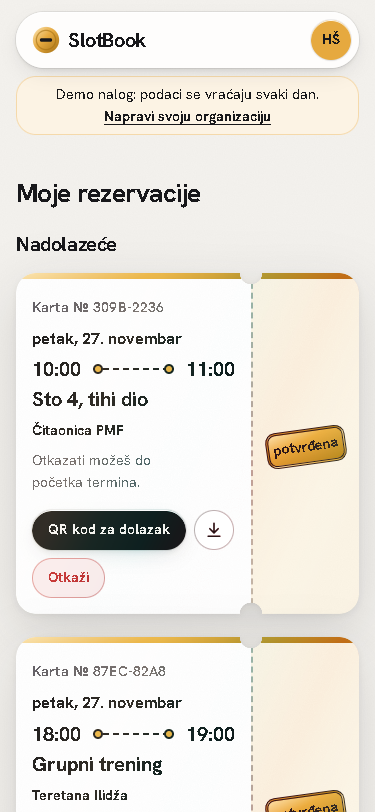 SlotBook
HŠ
Demo nalog: podaci se vraćaju svaki dan.
Napravi svoju organizaciju
Moje rezervacije
Nadolazeće
Karta № 309B-2236
petak, 27. novembar
10:00 11:00
Sto 4, tihi dio
Čitaonica PMF
Otkazati možeš do
početka termina.
potvrđena
QR kod za dolazak
Otkaži
Karta № 87EC-82A8
petak, 27. novembar
18:00 19:00
Grupni trening
Teretana Ilidža
potvrđena